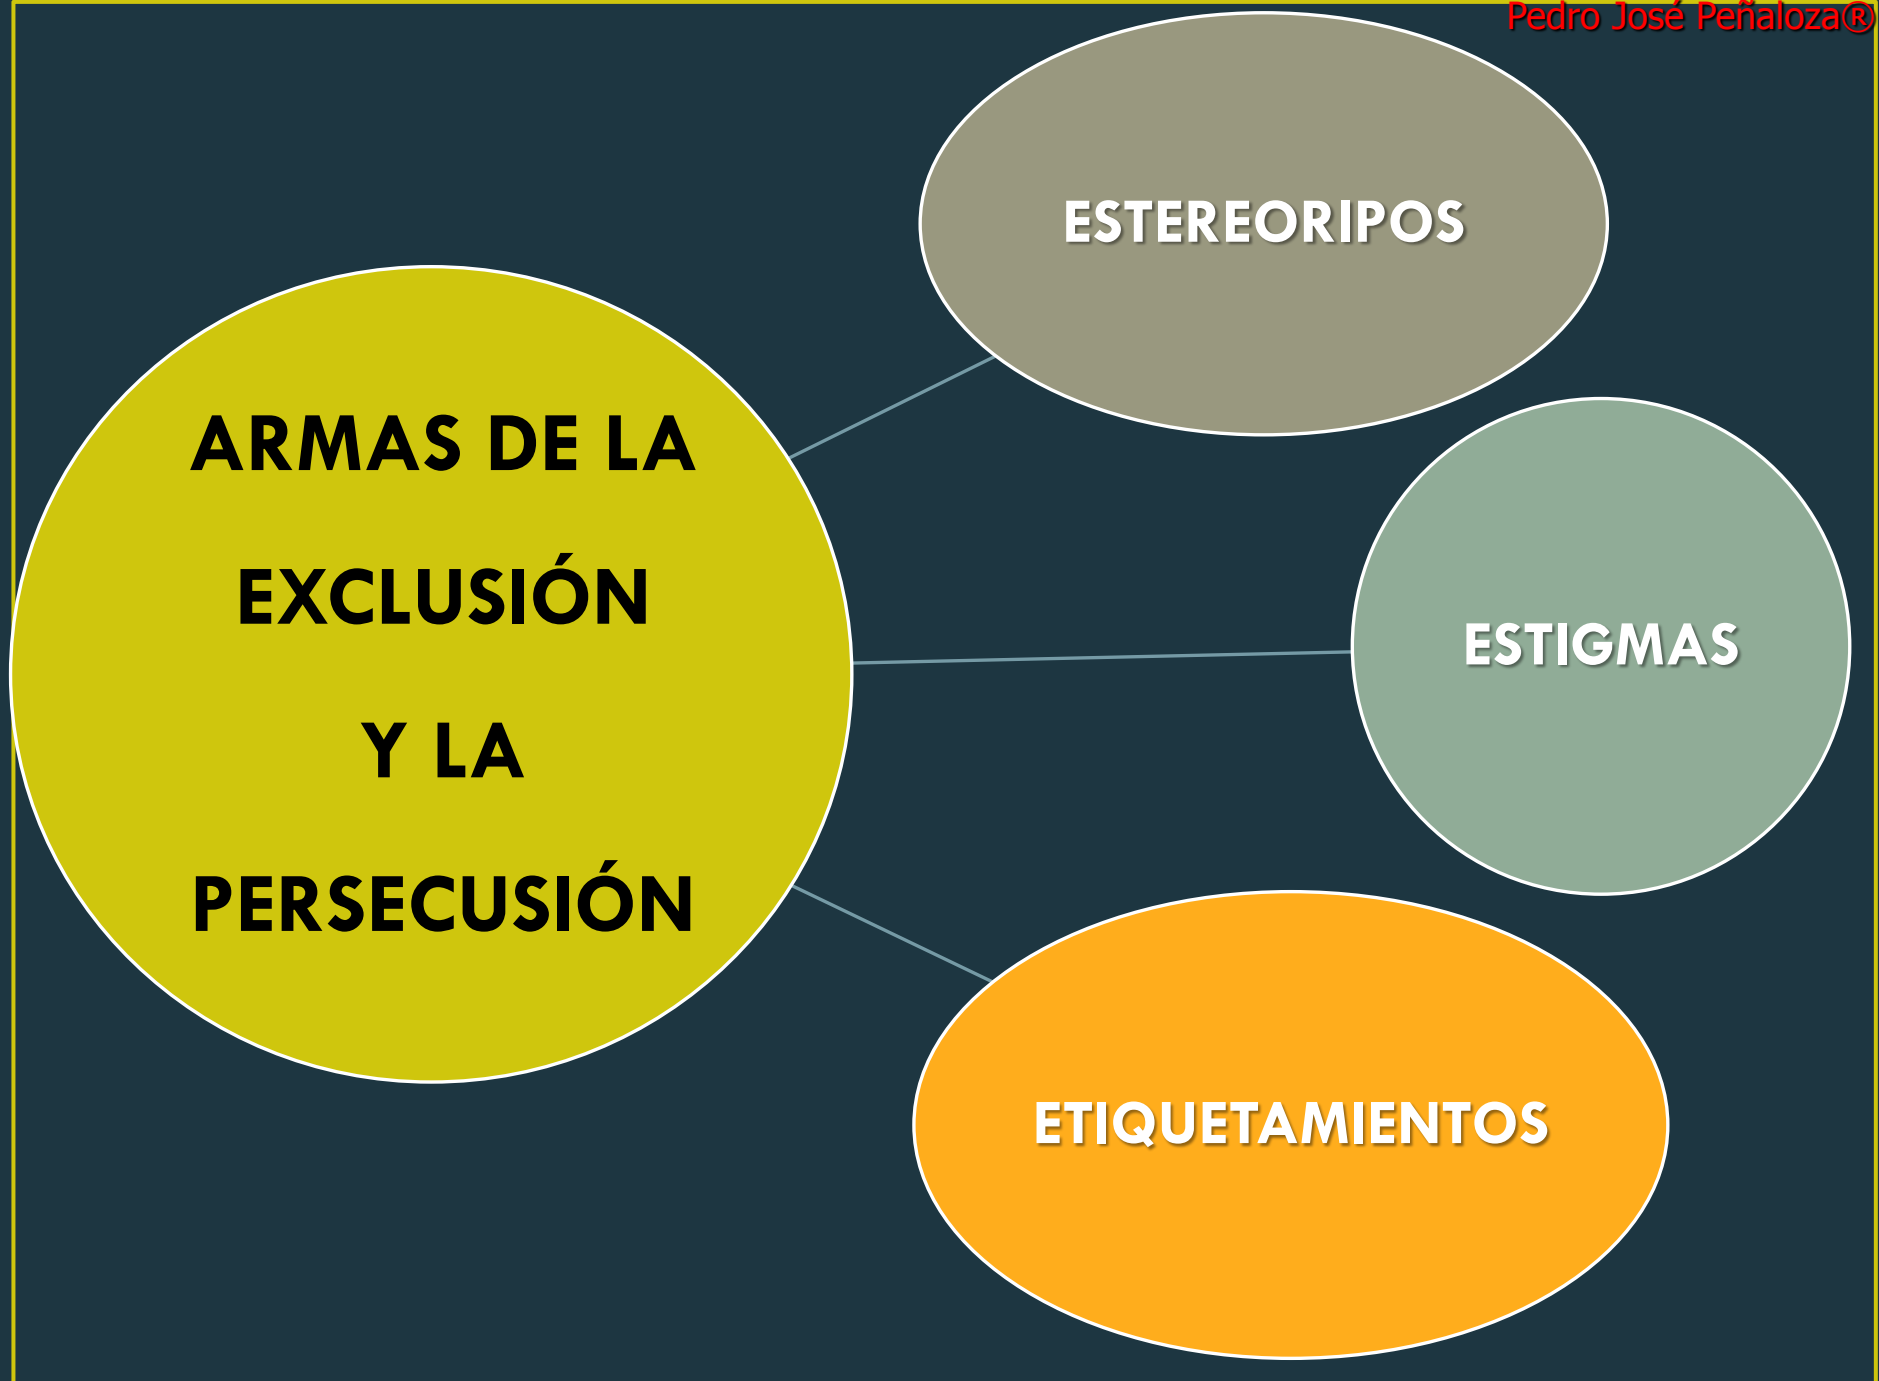 Pedro José Peñaloza®
ESTEREORIPOS
ARMAS DE LA
EXCLUSIÓN
Y LA
PERSECUSIÓN
ESTIGMAS
ETIQUETAMIENTOS